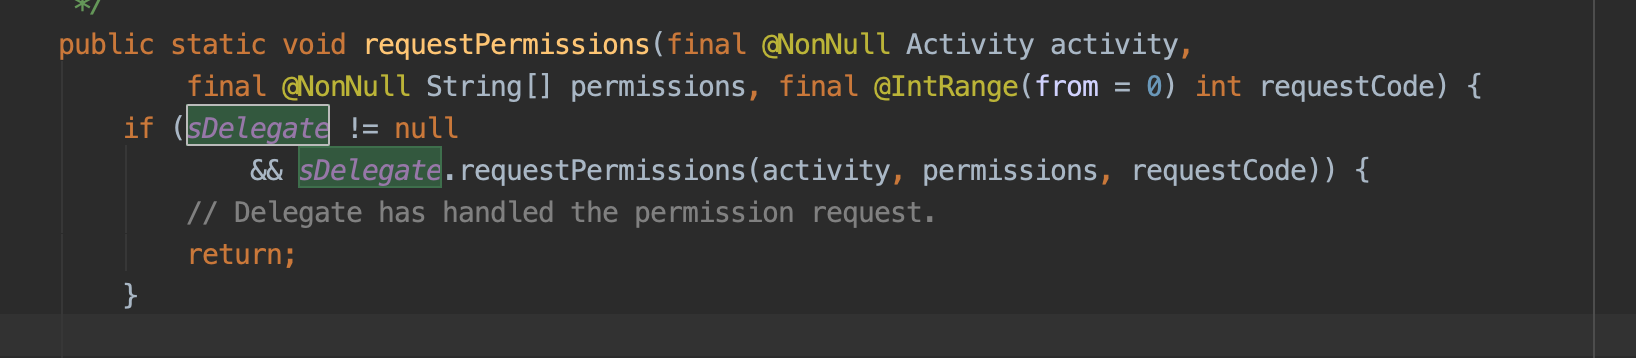 */
public static void requestPermissions(final @NonNull Activity activity,
final @NonNull String[] permissions, final @IntRange(from = 0) int requestCode) {
if (sDelegate != null
&& sDelegate.requestPermissions(activity, permissions, requestCode)) {
// Delegate has handled the permission request.
return;
}